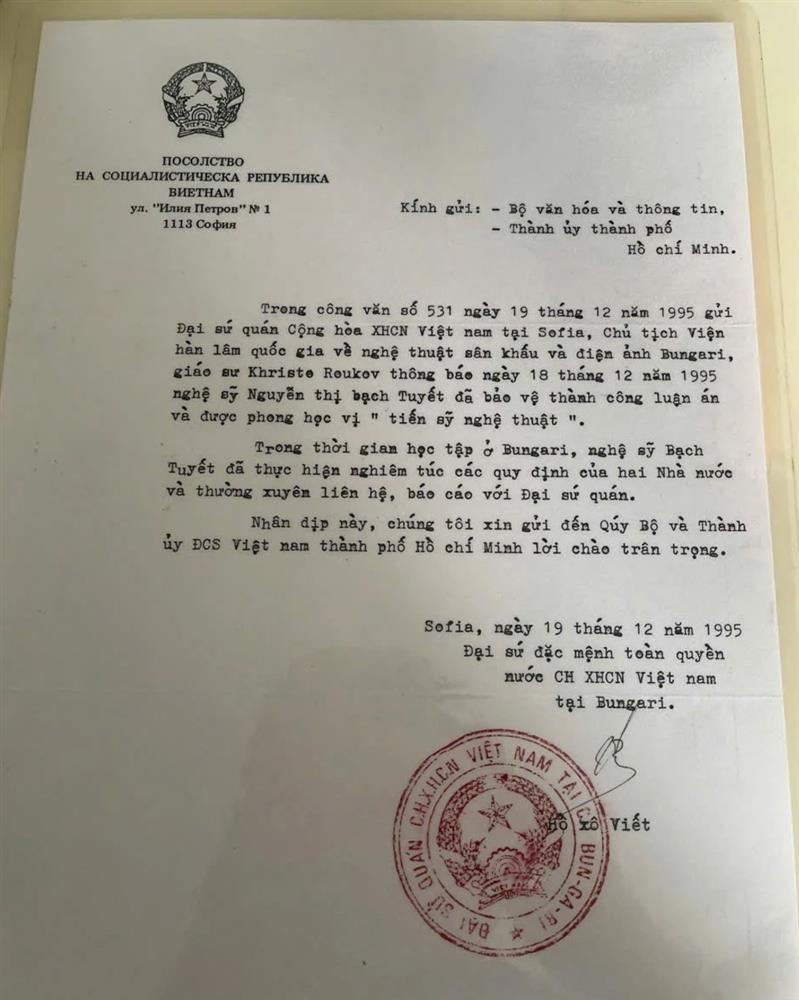 ПОСОЛСТВО
НА СОЦИАЛИСТИЧЕСКА РЕПУБЛИКА
ВИЕТНАМ
ул. "Илия Петров" № 1
1113 София
Kính gửi: - Bộ văn hóa và thông tin,
- Thành ủy thành phố
Hồ chí Minh.
Trong công văn số 531 ngày 19 tháng 12 năm 1995 gửi
Đại sứ quán Cộng hòa XHCN Việt nam tại Sofia, Chủ tịch Viện
hàn lâm quốc gia về nghệ thuật sân khấu và điện ảnh Bungari,
giáo sư Khristo Roukov thông báo ngày 18 tháng 12 năm 1995
nghệ sỹ Nguyễn thị bạch Tuyết đã bảo vệ thành công luận án
và được phong học vị " tiến sỹ nghệ thuật ".
Trong thời gian học tập ở Bungari, nghệ sỹ Bạch
Tuyết đã thực hiện nghiêm túc các quy định của hai Nhà nước
và thường xuyên liên hệ, báo cáo với Đại sứ quán.
Nhân dịp này, chúng tôi xin gửi đến Qúy Bộ và Thành
ủy ĐCS Việt nam thành phố Hồ chí Minh lời chào trân trọng.
Sofia, ngày 19 tháng 12 năm 1995
Đại sứ đặc mệnh toàn quyền
nước CH XHCN Việt nam
tại Bungari.
Hồ xô Viết
ĐẠI SỨ QUÁN C.H.X.H.C.N VIỆT NAM TẠI C.H. BUN-GA-RI
VIỆT NAM